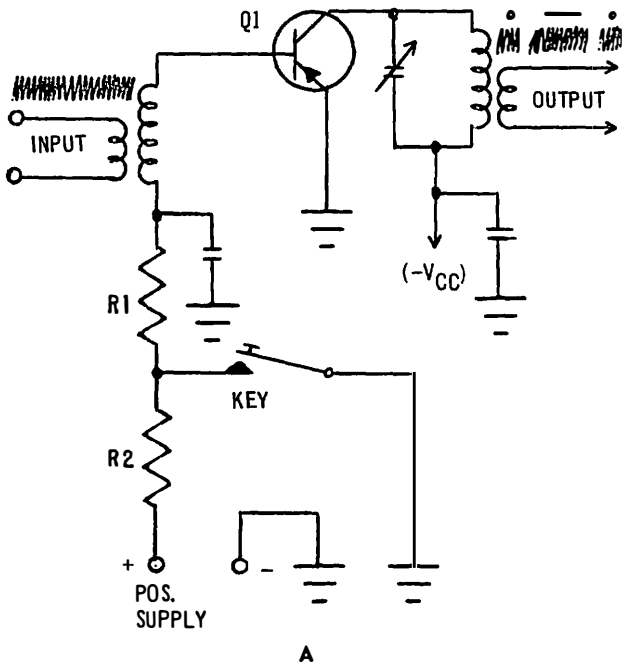 Q1
INPUT
OUTPUT
(-VCC)
R1
KEY
R2
+
-
POS.
SUPPLY
A